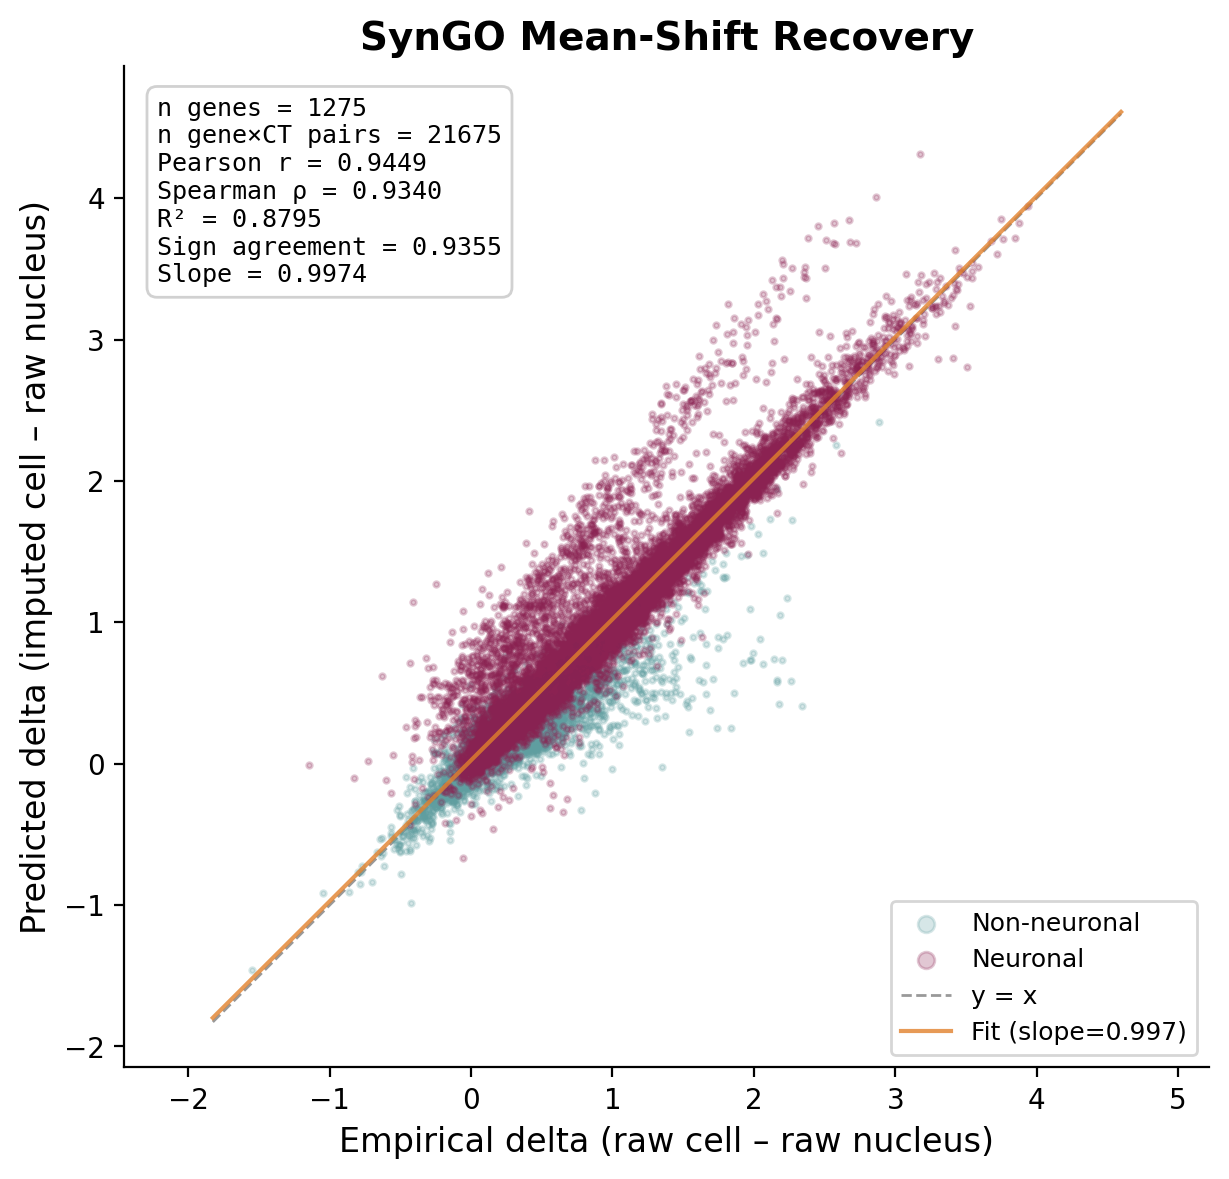 SynGO Mean-Shift Recovery
n genes = 1275
n gene×CT pairs = 21675
Pearson r = 0.9449
Spearman ρ = 0.9340
R² = 0.8795
Sign agreement = 0.9355
Slope = 0.9974
Predicted delta (imputed cell – raw nucleus)
4
3
2
1
0
−1
−2
Non-neuronal
Neuronal
y = x
Fit (slope=0.997)
−2 −1 0 1 2 3 4 5
Empirical delta (raw cell – raw nucleus)